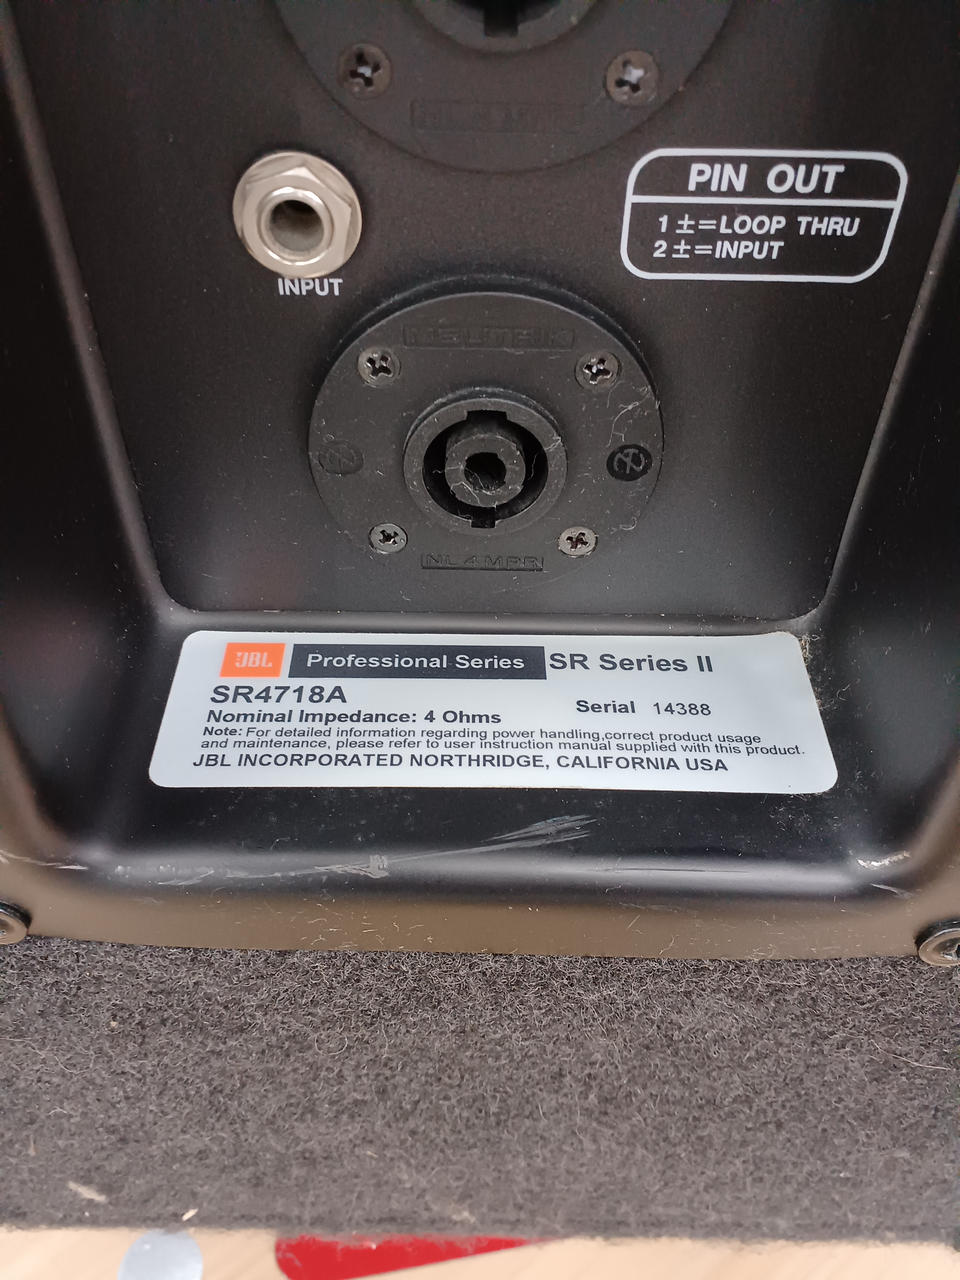 PIN OUT
1 ±=LOOP THRU
2 ±=INPUT
INPUT
NEUTRIK
NL4MPR
JBL Professional Series SR Series II
SR4718A
Serial 14388
Nominal Impedance: 4 Ohms
Note: For detailed information regarding power handling,correct product usage
and maintenance, please refer to user instruction manual supplied with this product.
JBL INCORPORATED NORTHRIDGE, CALIFORNIA USA